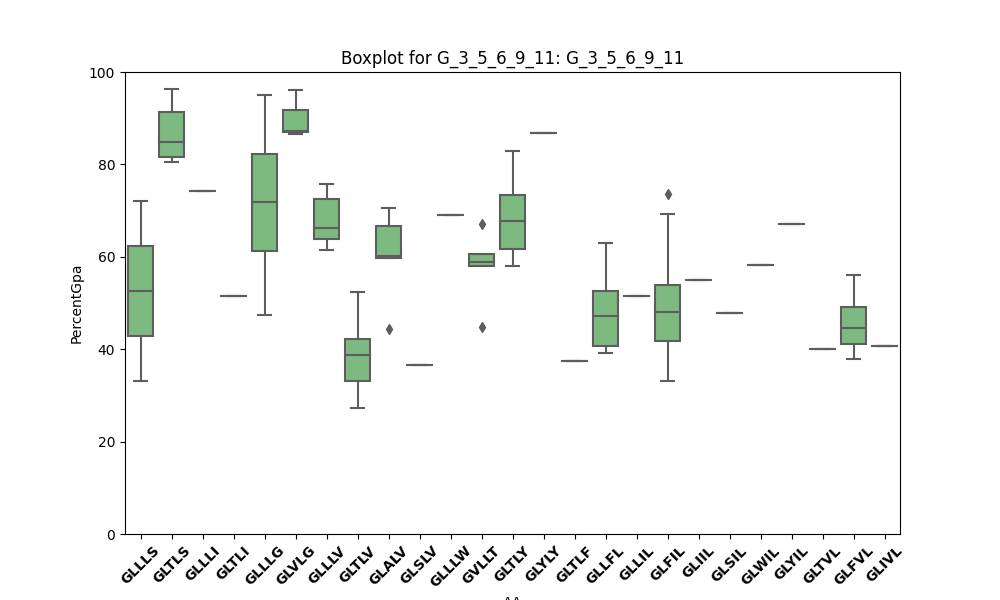 Boxplot for G_3_5_6_9_11: G_3_5_6_9_11
PercentGpa
100
80
60
40
20
0
GLLLS GLTLS GLLLI GLTLI GLLLG GLVLG GLLLV GLTLV GLALV GLSLV GLLLW GVLLT GLTLY GLYLY GLTLF GLLFL GLLIL GLFIL GLIIL GLSIL GLWIL GLYIL GLTVL GLFVL GLIVL
AA